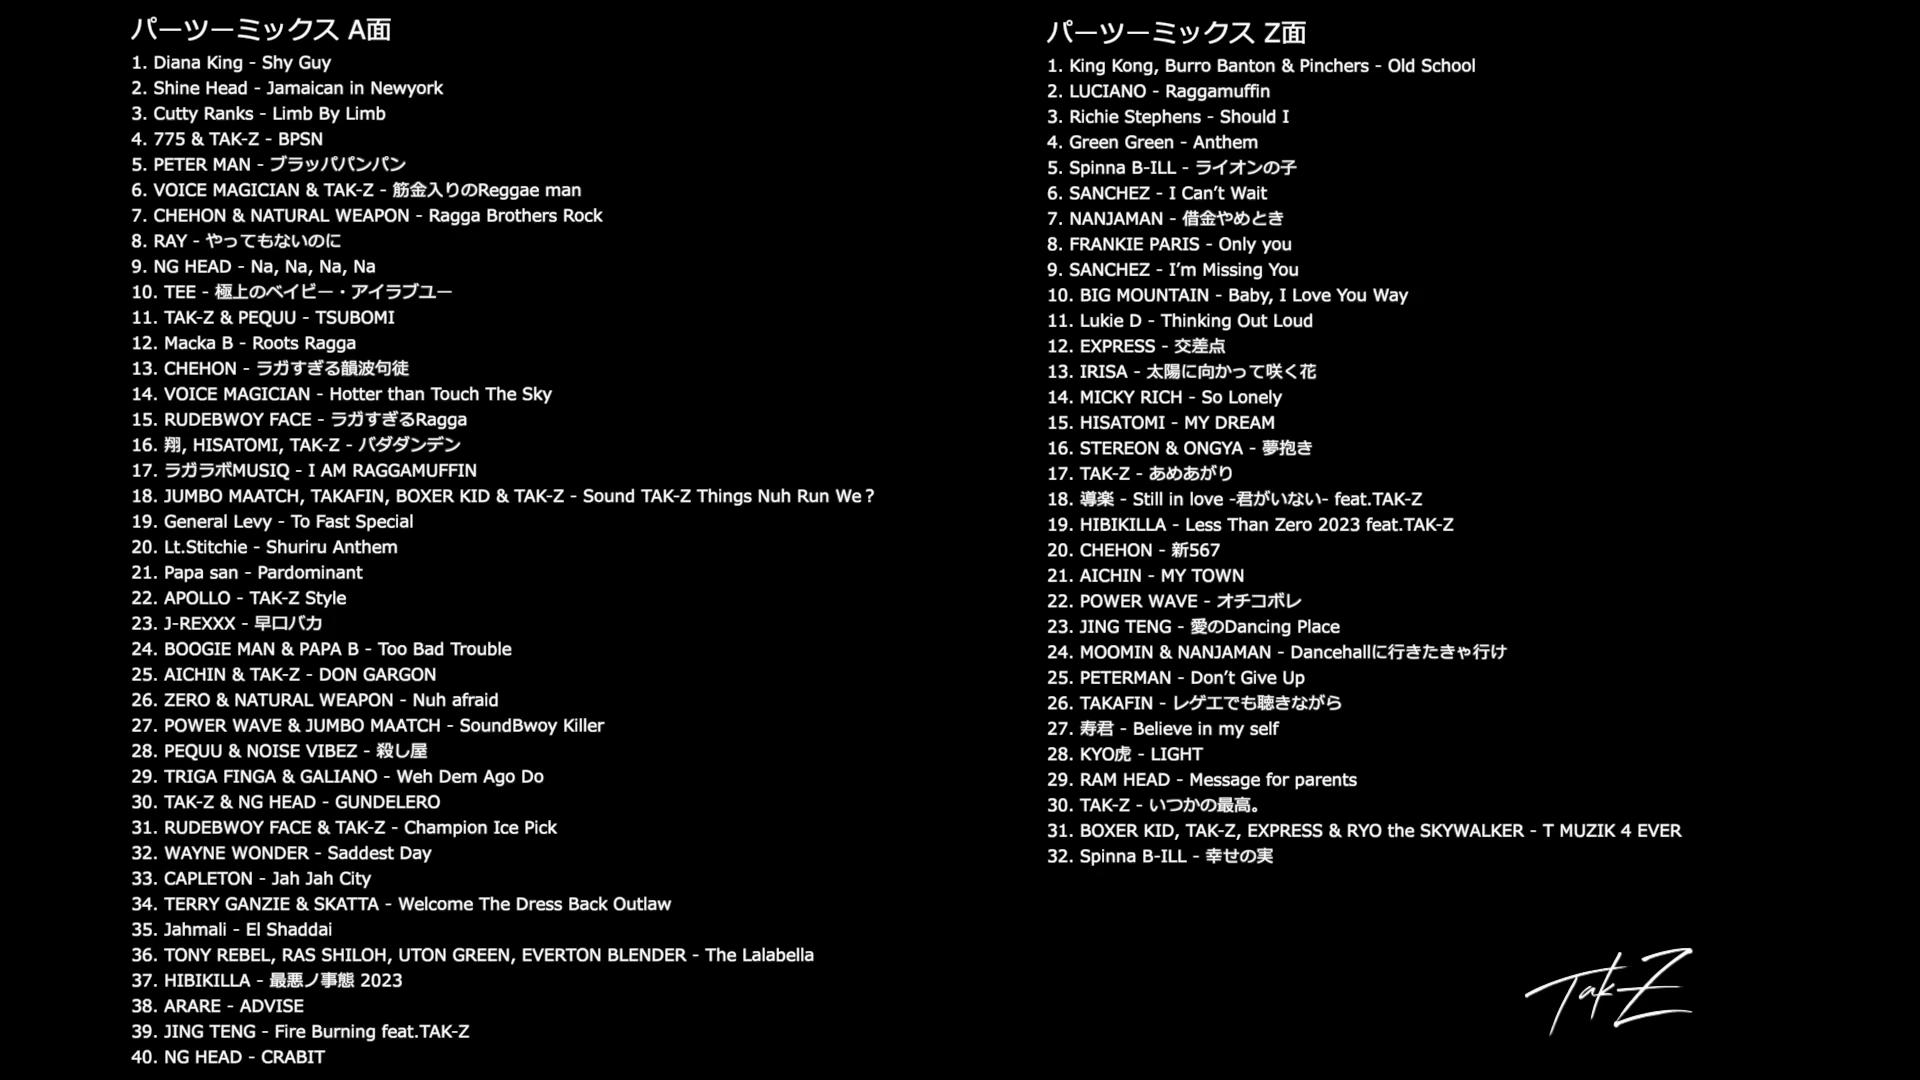 パーツーミックス A面
1. Diana King - Shy Guy
2. Shine Head - Jamaican in Newyork
3. Cutty Ranks - Limb By Limb
4. 775 & TAK-Z - BPSN
5. PETER MAN - ブラッパパンパン
6. VOICE MAGICIAN & TAK-Z - 筋金入りのReggae man
7. CHEHON & NATURAL WEAPON - Ragga Brothers Rock
8. RAY - やってもないのに
9. NG HEAD - Na, Na, Na, Na
10. TEE - 極上のベイビー・アイラブユー
11. TAK-Z & PEQUU - TSUBOMI
12. Macka B - Roots Ragga
13. CHEHON - ラガすぎる韻波句徒
14. VOICE MAGICIAN - Hotter than Touch The Sky
15. RUDEBWOY FACE - ラガすぎるRagga
16. 翔, HISATOMI, TAK-Z - バダダンデン
17. ラガラボMUSIQ - I AM RAGGAMUFFIN
18. JUMBO MAATCH, TAKAFIN, BOXER KID & TAK-Z - Sound TAK-Z Things Nuh Run We？
19. General Levy - To Fast Special
20. Lt.Stitchie - Shuriru Anthem
21. Papa san - Pardominant
22. APOLLO - TAK-Z Style
23. J-REXXX - 早口バカ
24. BOOGIE MAN & PAPA B - Too Bad Trouble
25. AICHIN & TAK-Z - DON GARGON
26. ZERO & NATURAL WEAPON - Nuh afraid
27. POWER WAVE & JUMBO MAATCH - SoundBwoy Killer
28. PEQUU & NOISE VIBEZ - 殺し屋
29. TRIGA FINGA & GALIANO - Weh Dem Ago Do
30. TAK-Z & NG HEAD - GUNDELERO
31. RUDEBWOY FACE & TAK-Z - Champion Ice Pick
32. WAYNE WONDER - Saddest Day
33. CAPLETON - Jah Jah City
34. TERRY GANZIE & SKATTA - Welcome The Dress Back Outlaw
35. Jahmali - El Shaddai
36. TONY REBEL, RAS SHILOH, UTON GREEN, EVERTON BLENDER - The Lalabella
37. HIBIKILLA - 最悪ノ事態 2023
38. ARARE - ADVISE
39. JING TENG - Fire Burning feat.TAK-Z
40. NG HEAD - CRABIT
パーツーミックス Z面
1. King Kong, Burro Banton & Pinchers - Old School
2. LUCIANO - Raggamuffin
3. Richie Stephens - Should I
4. Green Green - Anthem
5. Spinna B-ILL - ライオンの子
6. SANCHEZ - I Can’t Wait
7. NANJAMAN - 借金やめとき
8. FRANKIE PARIS - Only you
9. SANCHEZ - I’m Missing You
10. BIG MOUNTAIN - Baby, I Love You Way
11. Lukie D - Thinking Out Loud
12. EXPRESS - 交差点
13. IRISA - 太陽に向かって咲く花
14. MICKY RICH - So Lonely
15. HISATOMI - MY DREAM
16. STEREON & ONGYA - 夢抱き
17. TAK-Z - あめあがり
18. 導楽 - Still in love -君がいない- feat.TAK-Z
19. HIBIKILLA - Less Than Zero 2023 feat.TAK-Z
20. CHEHON - 新567
21. AICHIN - MY TOWN
22. POWER WAVE - オチコボレ
23. JING TENG - 愛のDancing Place
24. MOOMIN & NANJAMAN - Dancehallに行きたきゃ行け
25. PETERMAN - Don’t Give Up
26. TAKAFIN - レゲエでも聴きながら
27. 寿君 - Believe in my self
28. KYO虎 - LIGHT
29. RAM HEAD - Message for parents
30. TAK-Z - いつかの最高。
31. BOXER KID, TAK-Z, EXPRESS & RYO the SKYWALKER - T MUZIK 4 EVER
32. Spinna B-ILL - 幸せの実
Tak-Z